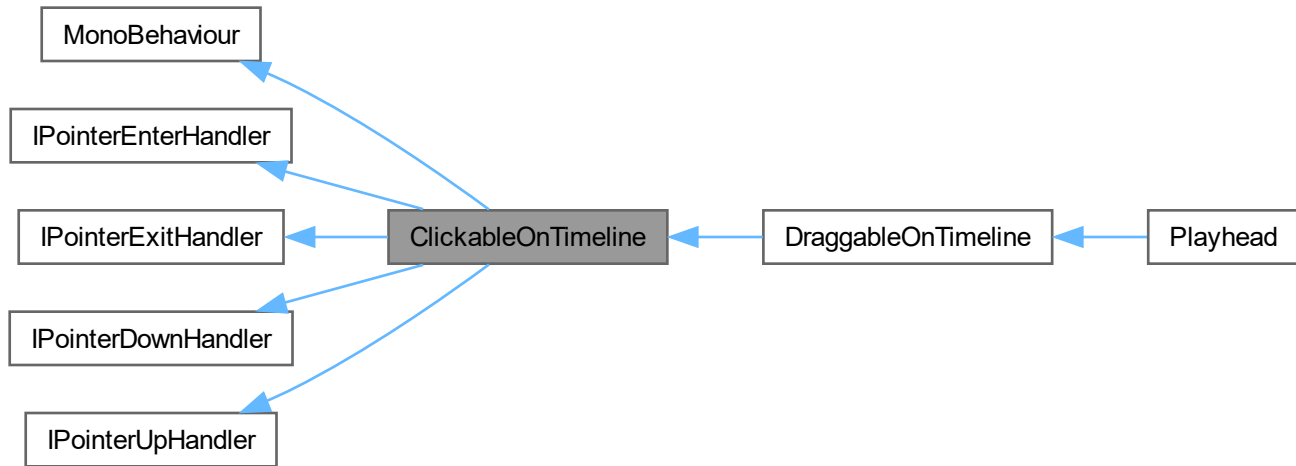 MonoBehaviour
IPointerEnterHandler
IPointerExitHandler
ClickableOnTimeline
DraggableOnTimeline
Playhead
IPointerDownHandler
IPointerUpHandler